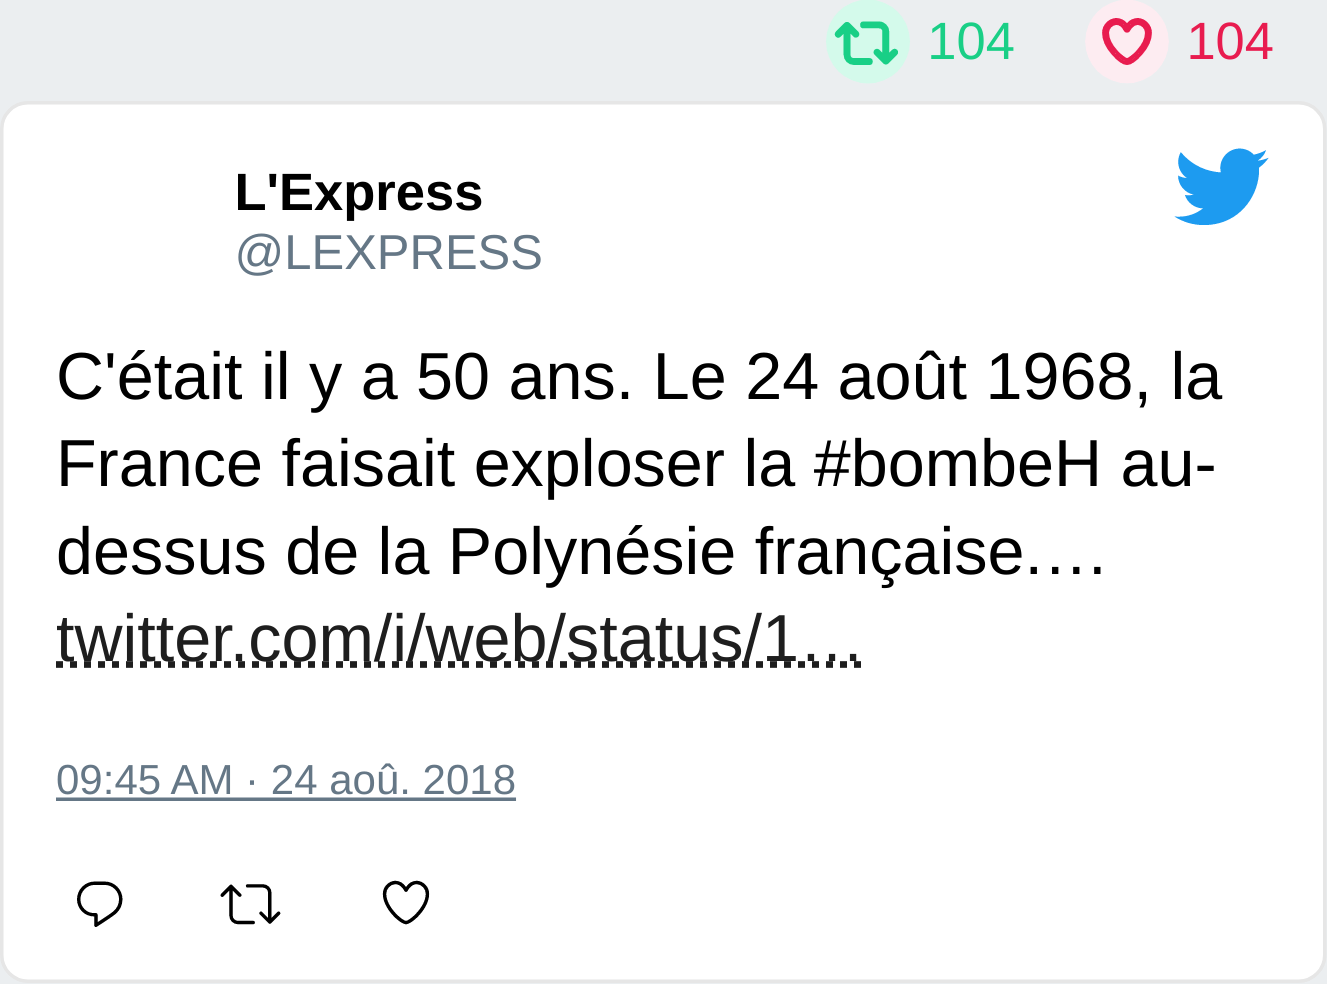 104 104
L'Express
@LEXPRESS
C'était il y a 50 ans. Le 24 août 1968, la
France faisait exploser la #bombeH au-
dessus de la Polynésie française.…
twitter.com/i/web/status/1…
09:45 AM · 24 aoû. 2018